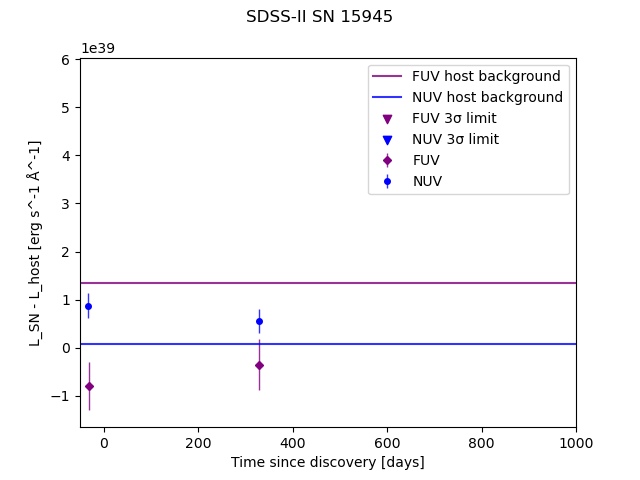 SDSS-II SN 15945
1e39
FUV host background
NUV host background
FUV 3σ limit
NUV 3σ limit
FUV
NUV
6
5
4
3
2
1
0
−1
L_SN - L_host [erg s^-1 Å^-1]
0 200 400 600 800 1000
Time since discovery [days]